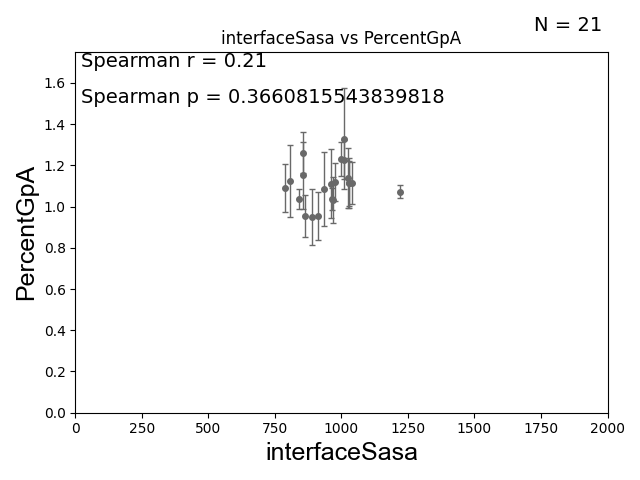 N = 21
interfaceSasa vs PercentGpA
Spearman r = 0.21
Spearman p = 0.3660815543839818
PercentGpA
1.6
1.4
1.2
1.0
0.8
0.6
0.4
0.2
0.0
0 250 500 750 1000 1250 1500 1750 2000
interfaceSasa